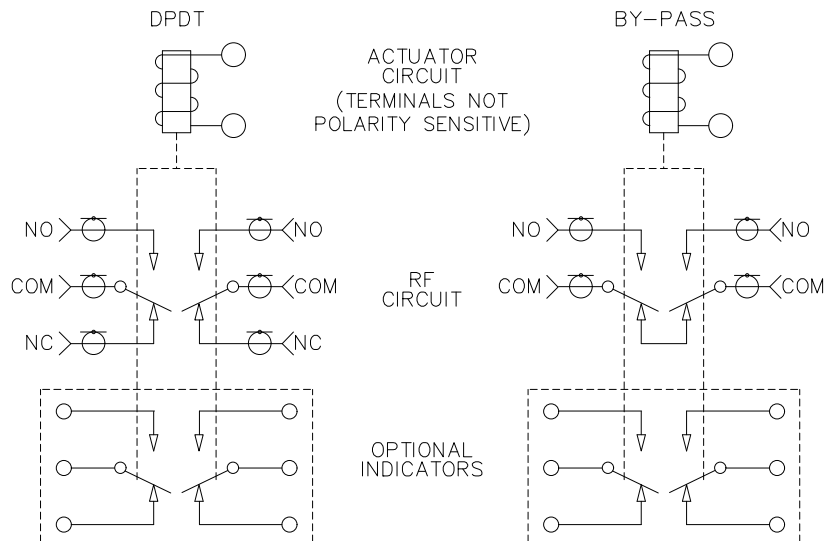 DPDT
BY-PASS
ACTUATOR
CIRCUIT
(TERMINALS NOT
POLARITY SENSITIVE)
NO
NO
NO
NO
COM
COM
RF
CIRCUIT
COM
COM
NC
NC
OPTIONAL
INDICATORS